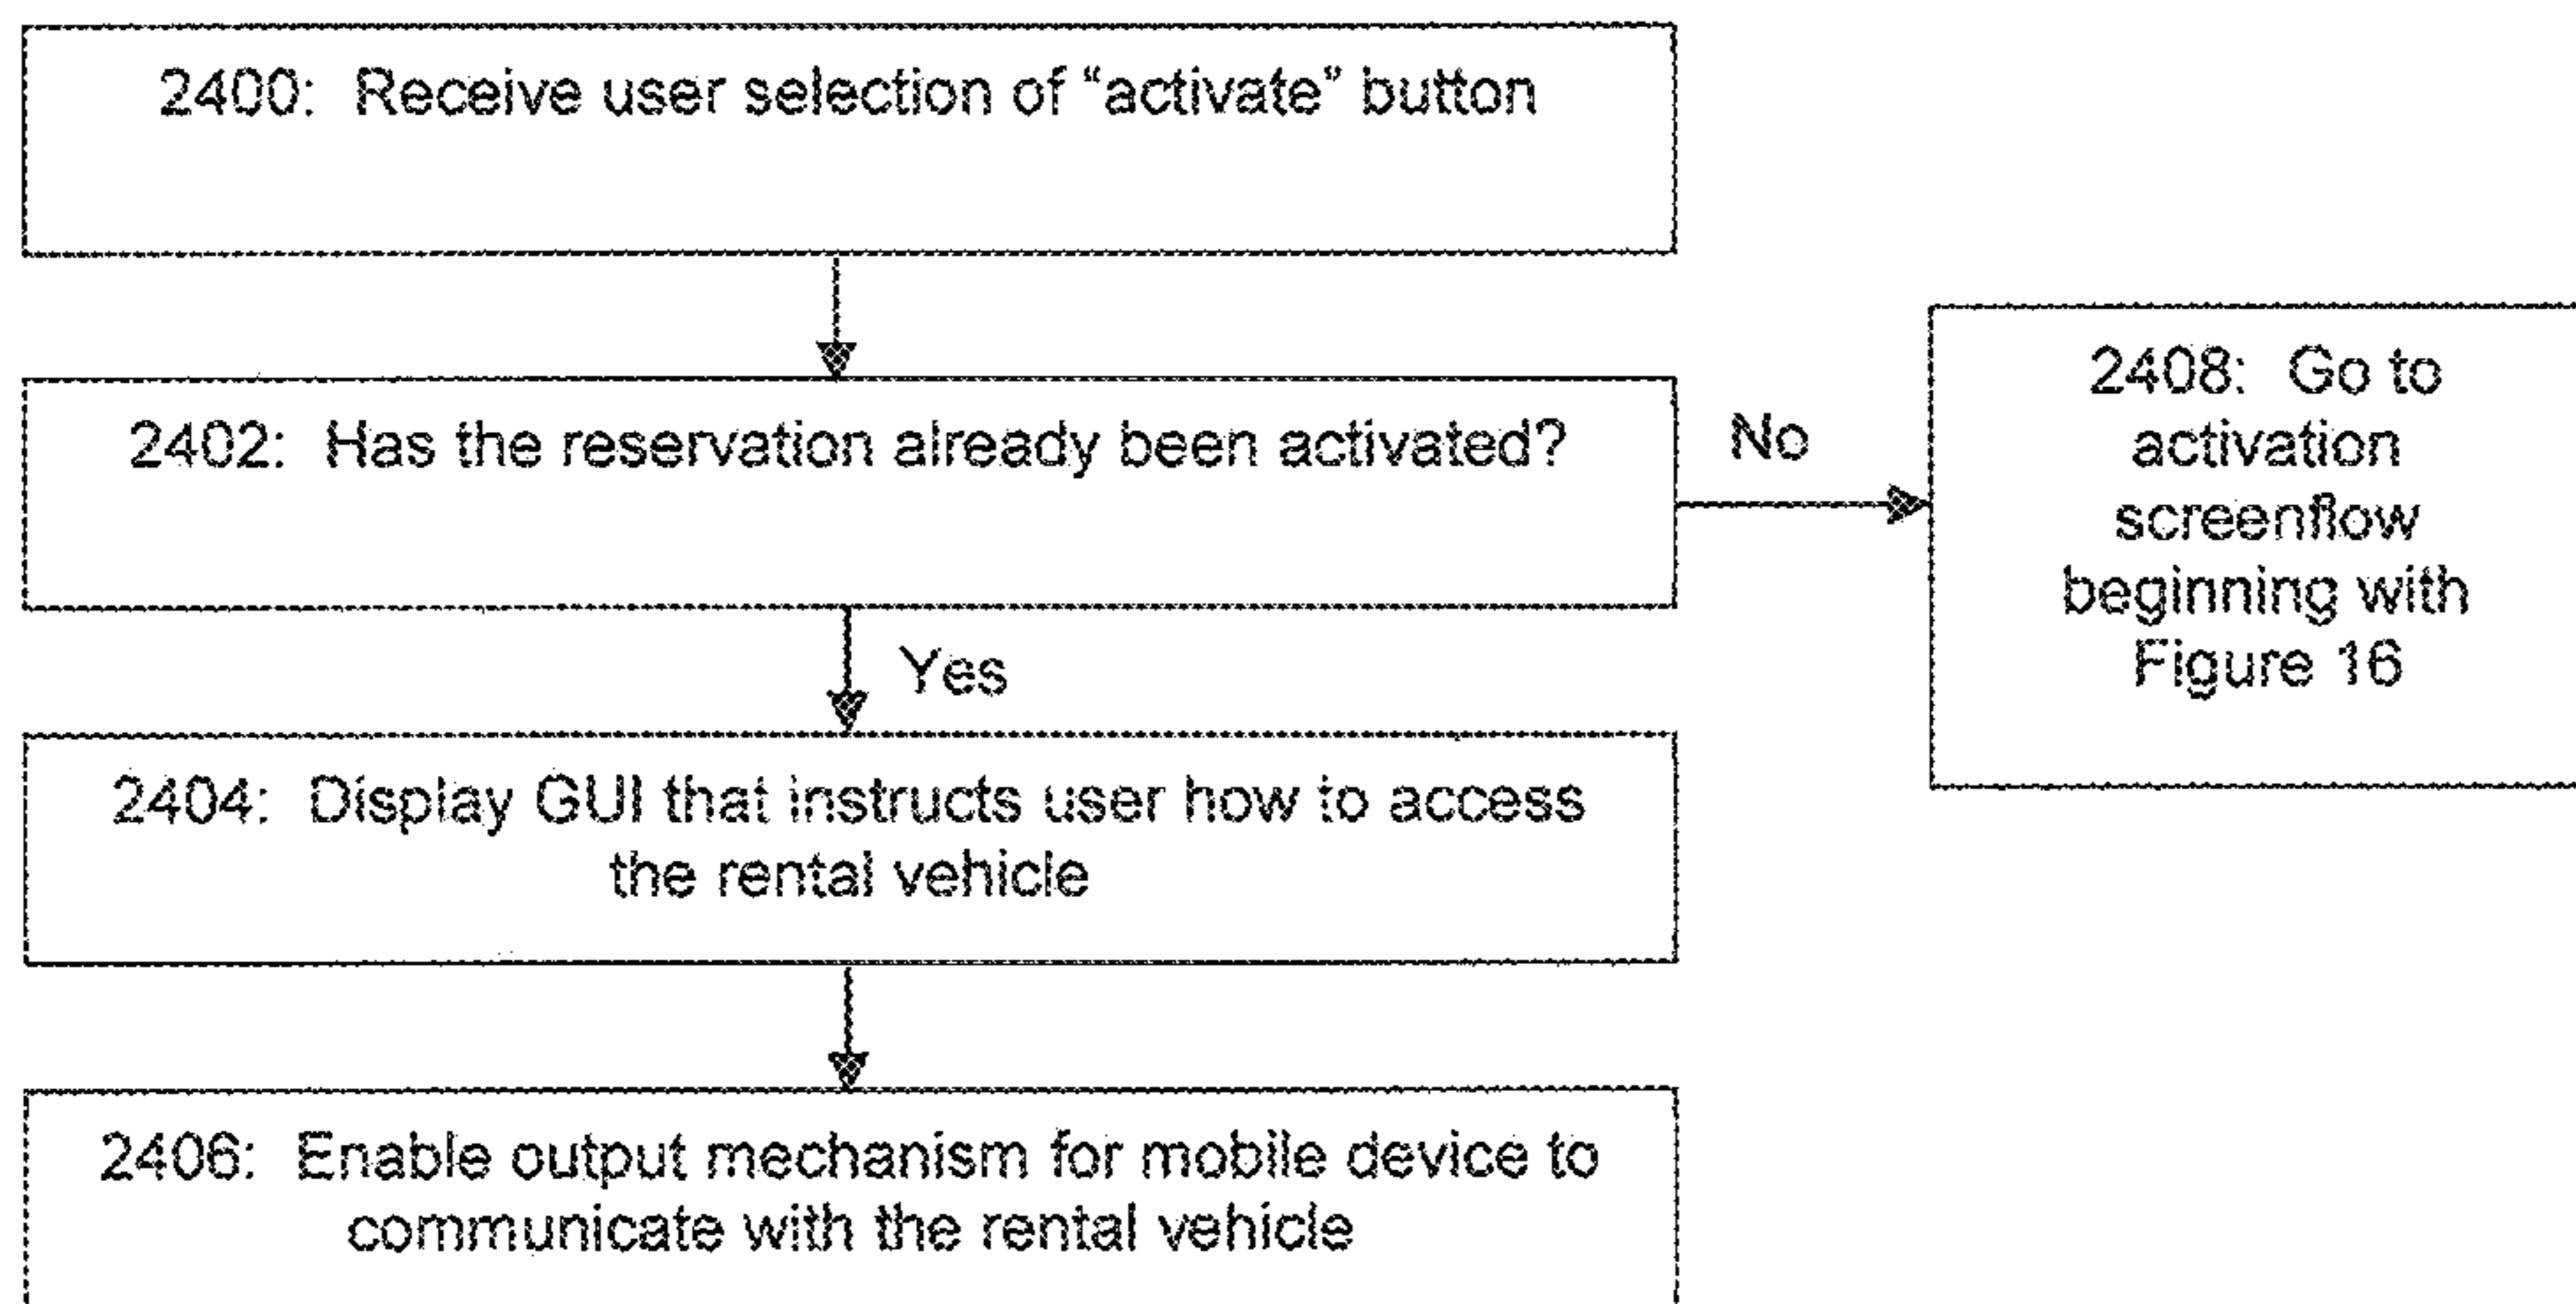 2400: Receive user selection of “activate” button
2402: Has the reservation already been activated?
No
2408: Go to
activation
screenflow
beginning with
Figure 16
Yes
2404: Display GUI that instructs user how to access
the rental vehicle
2406: Enable output mechanism for mobile device to
communicate with the rental vehicle